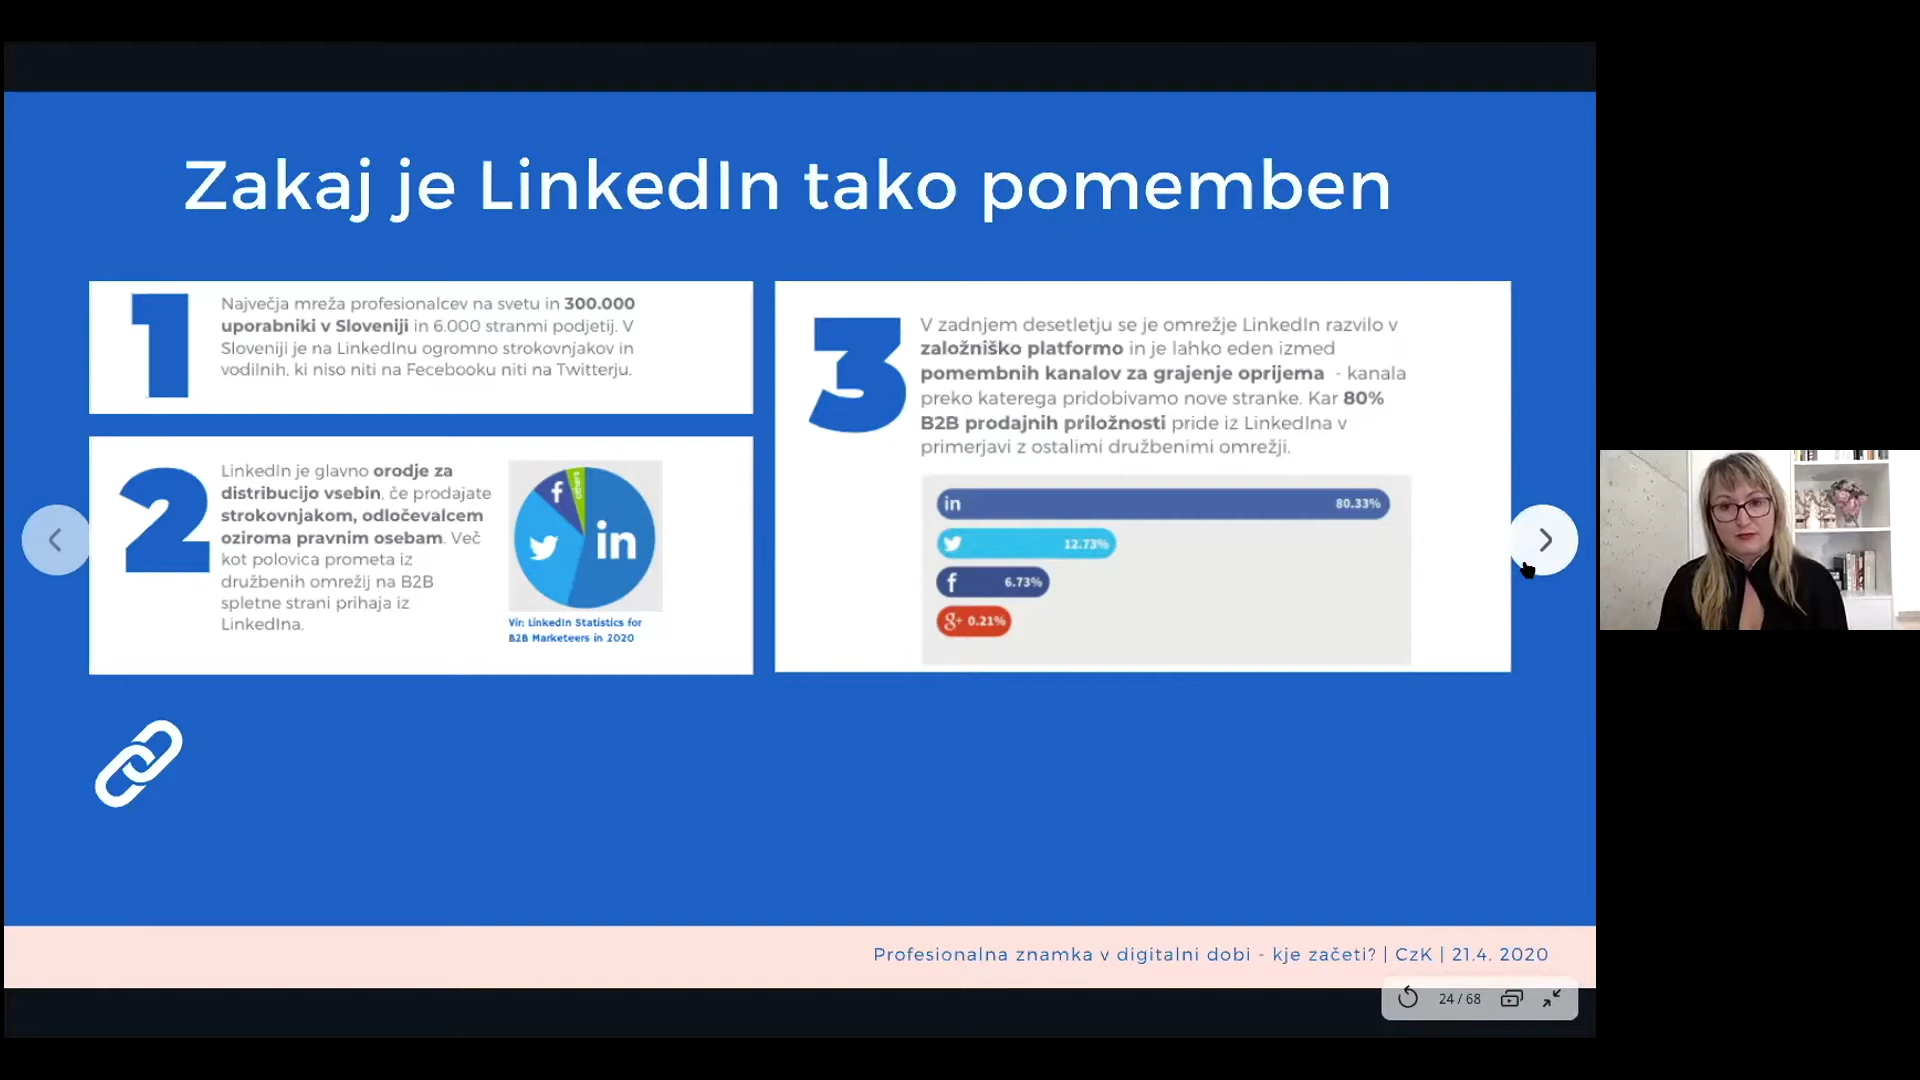 Zakaj je LinkedIn tako pomemben
1
Največja mreža profesionalcev na svetu in 300.000
uporabniki v Sloveniji in 6.000 stranmi podjetij. V
Sloveniji je na LinkedInu ogromno strokovnjakov in
vodilnih, ki niso niti na Fecebooku niti na Twitterju.
2
LinkedIn je glavno orodje za
distribucijo vsebin, če prodajate
strokovnjakom, odločevalcem
oziroma pravnim osebam. Več
kot polovica prometa iz
družbenih omrežij na B2B
spletne strani prihaja iz
LinkedIna.
f
others
in
Vir: LinkedIn Statistics for
B2B Marketeers in 2020
3
V zadnjem desetletju se je omrežje LinkedIn razvilo v
založniško platformo in je lahko eden izmed
pomembnih kanalov za grajenje oprijema - kanala
preko katerega pridobivamo nove stranke. Kar 80%
B2B prodajnih priložnosti pride iz LinkedIna v
primerjavi z ostalimi družbenimi omrežji.
in 80.33%
12.73%
f 6.73%
g+ 0.21%
Profesionalna znamka v digitalni dobi - kje začeti? | CzK | 21.4. 2020
24 / 68